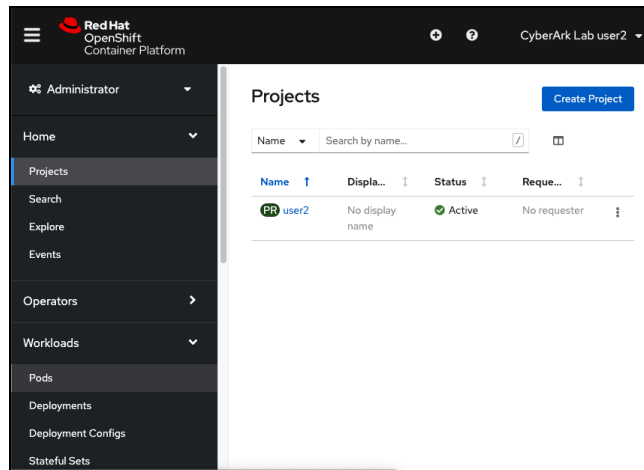 Red Hat
OpenShift
Container Platform
CyberArk Lab user2
Administrator
Home
Projects
Search
Explore
Events
Operators
Workloads
Pods
Deployments
Deployment Configs
Stateful Sets
Projects
Create Project
Name
Search by name...
/
Name
Displa...
Status
Reque...
PR user2
No display
name
Active
No requester